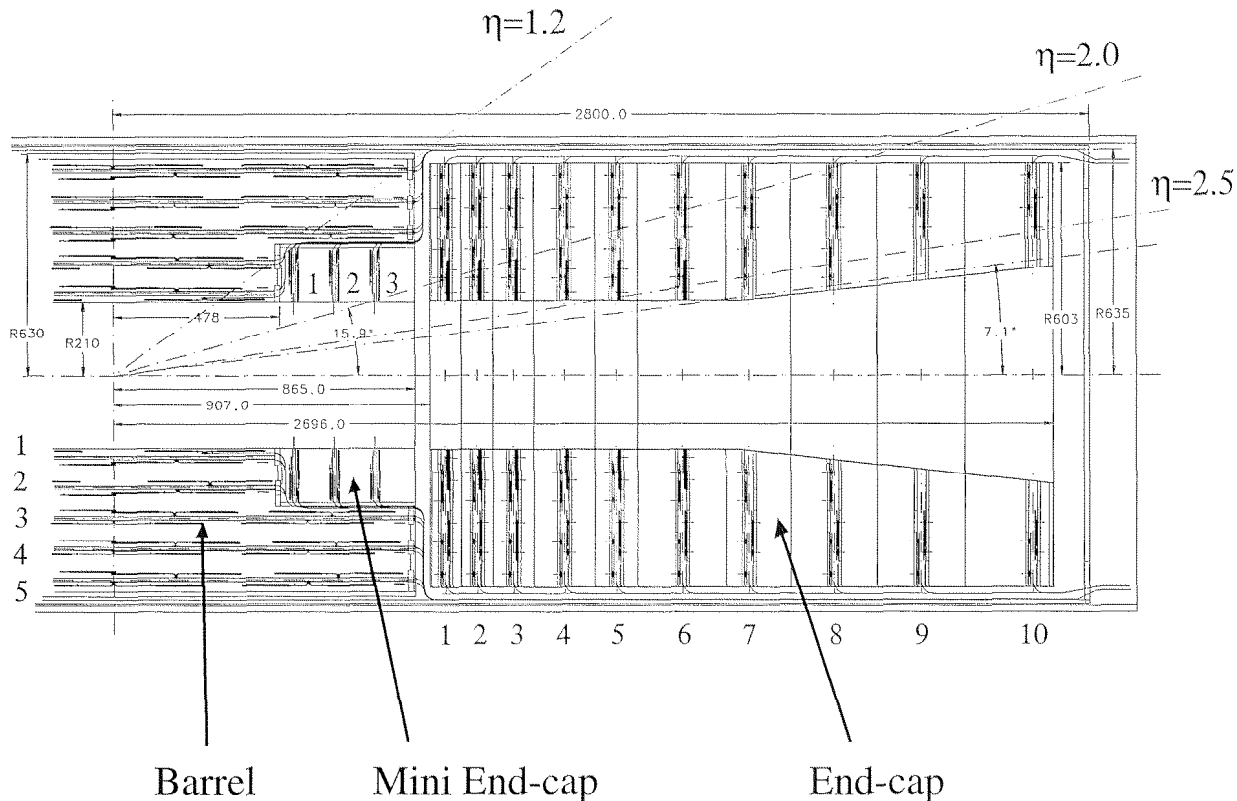 η=1.2
η=2.0
2800.0
η=2.5
1 2 3
R630
R210
478
15.9°
7.1°
R603
R635
865.0
907.0
2696.0
1
2
3
4
5
1 2 3 4 5 6 7 8 9 10
Barrel Mini End-cap End-cap